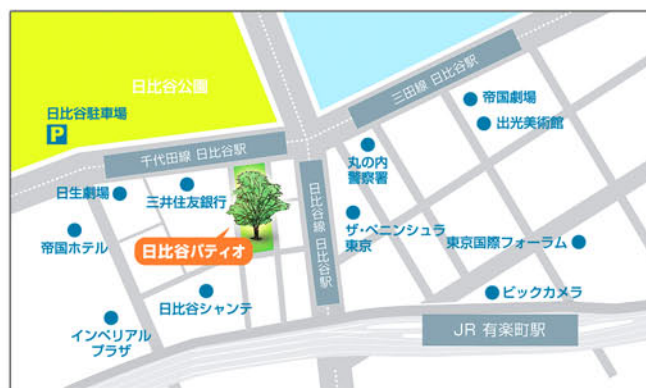 日比谷公園
日比谷駐車場
P
千代田線 日比谷駅
三田線 日比谷駅
帝国劇場
出光美術館
丸の内
警察署
日生劇場
三井住友銀行
日比谷線 日比谷駅
ザ・ペニンシュラ
東京
帝国ホテル
日比谷パティオ
東京国際フォーラム
日比谷シャンテ
ビックカメラ
インペリアル
プラザ
JR 有楽町駅